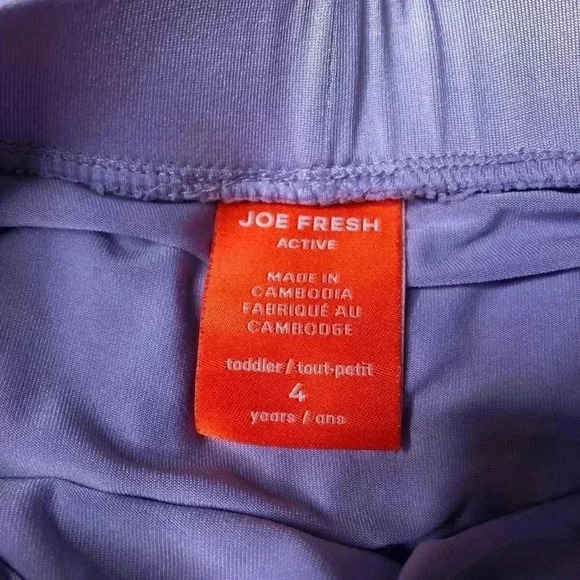 JOE FRESH
ACTIVE
MADE IN
CAMBODIA
FABRIQUÉ AU
CAMBODGE
toddler / tout-petit
4
years / ans